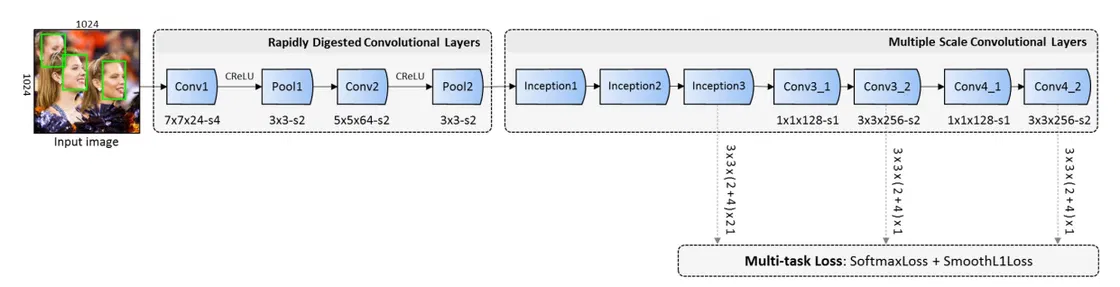 1024
1024
Input image
Rapidly Digested Convolutional Layers
Conv1
CReLU
Pool1
Conv2
CReLU
Pool2
7x7x24-s4
3x3-s2
5x5x64-s2
3x3-s2
Multiple Scale Convolutional Layers
Inception1
Inception2
Inception3
Conv3_1
Conv3_2
Conv4_1
Conv4_2
1x1x128-s1
3x3x256-s2
1x1x128-s1
3x3x256-s2
3x3x(2+4)x21
3x3x(2+4)x1
3x3x(2+4)x1
Multi-task Loss: SoftmaxLoss + SmoothL1Loss